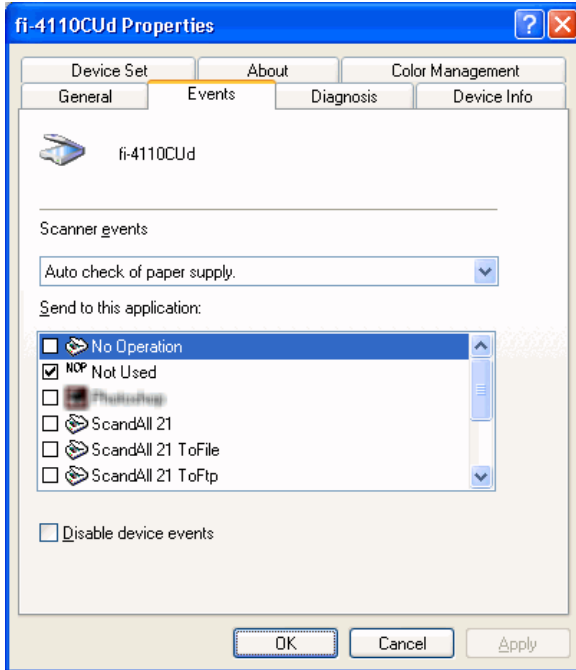 fi-4110CUd Properties
Device Set About Color Management
General Events Diagnosis Device Info
fi-4110CUd
Scanner events
Auto check of paper supply.
Send to this application:
No Operation
NOP Not Used
ScandAll 21
ScandAll 21 ToFile
ScandAll 21 ToFtp
Disable device events
OK Cancel Apply